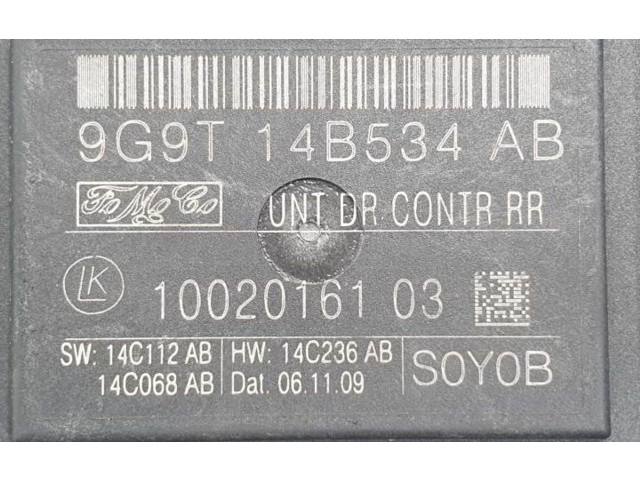 9G9T 14B534 AB
FoMoCo UNT DR CONTR RR
LK 10020161 03
SW: 14C112 AB HW: 14C236 AB
14C068 AB Dat. 06.11.09
S0Y0B